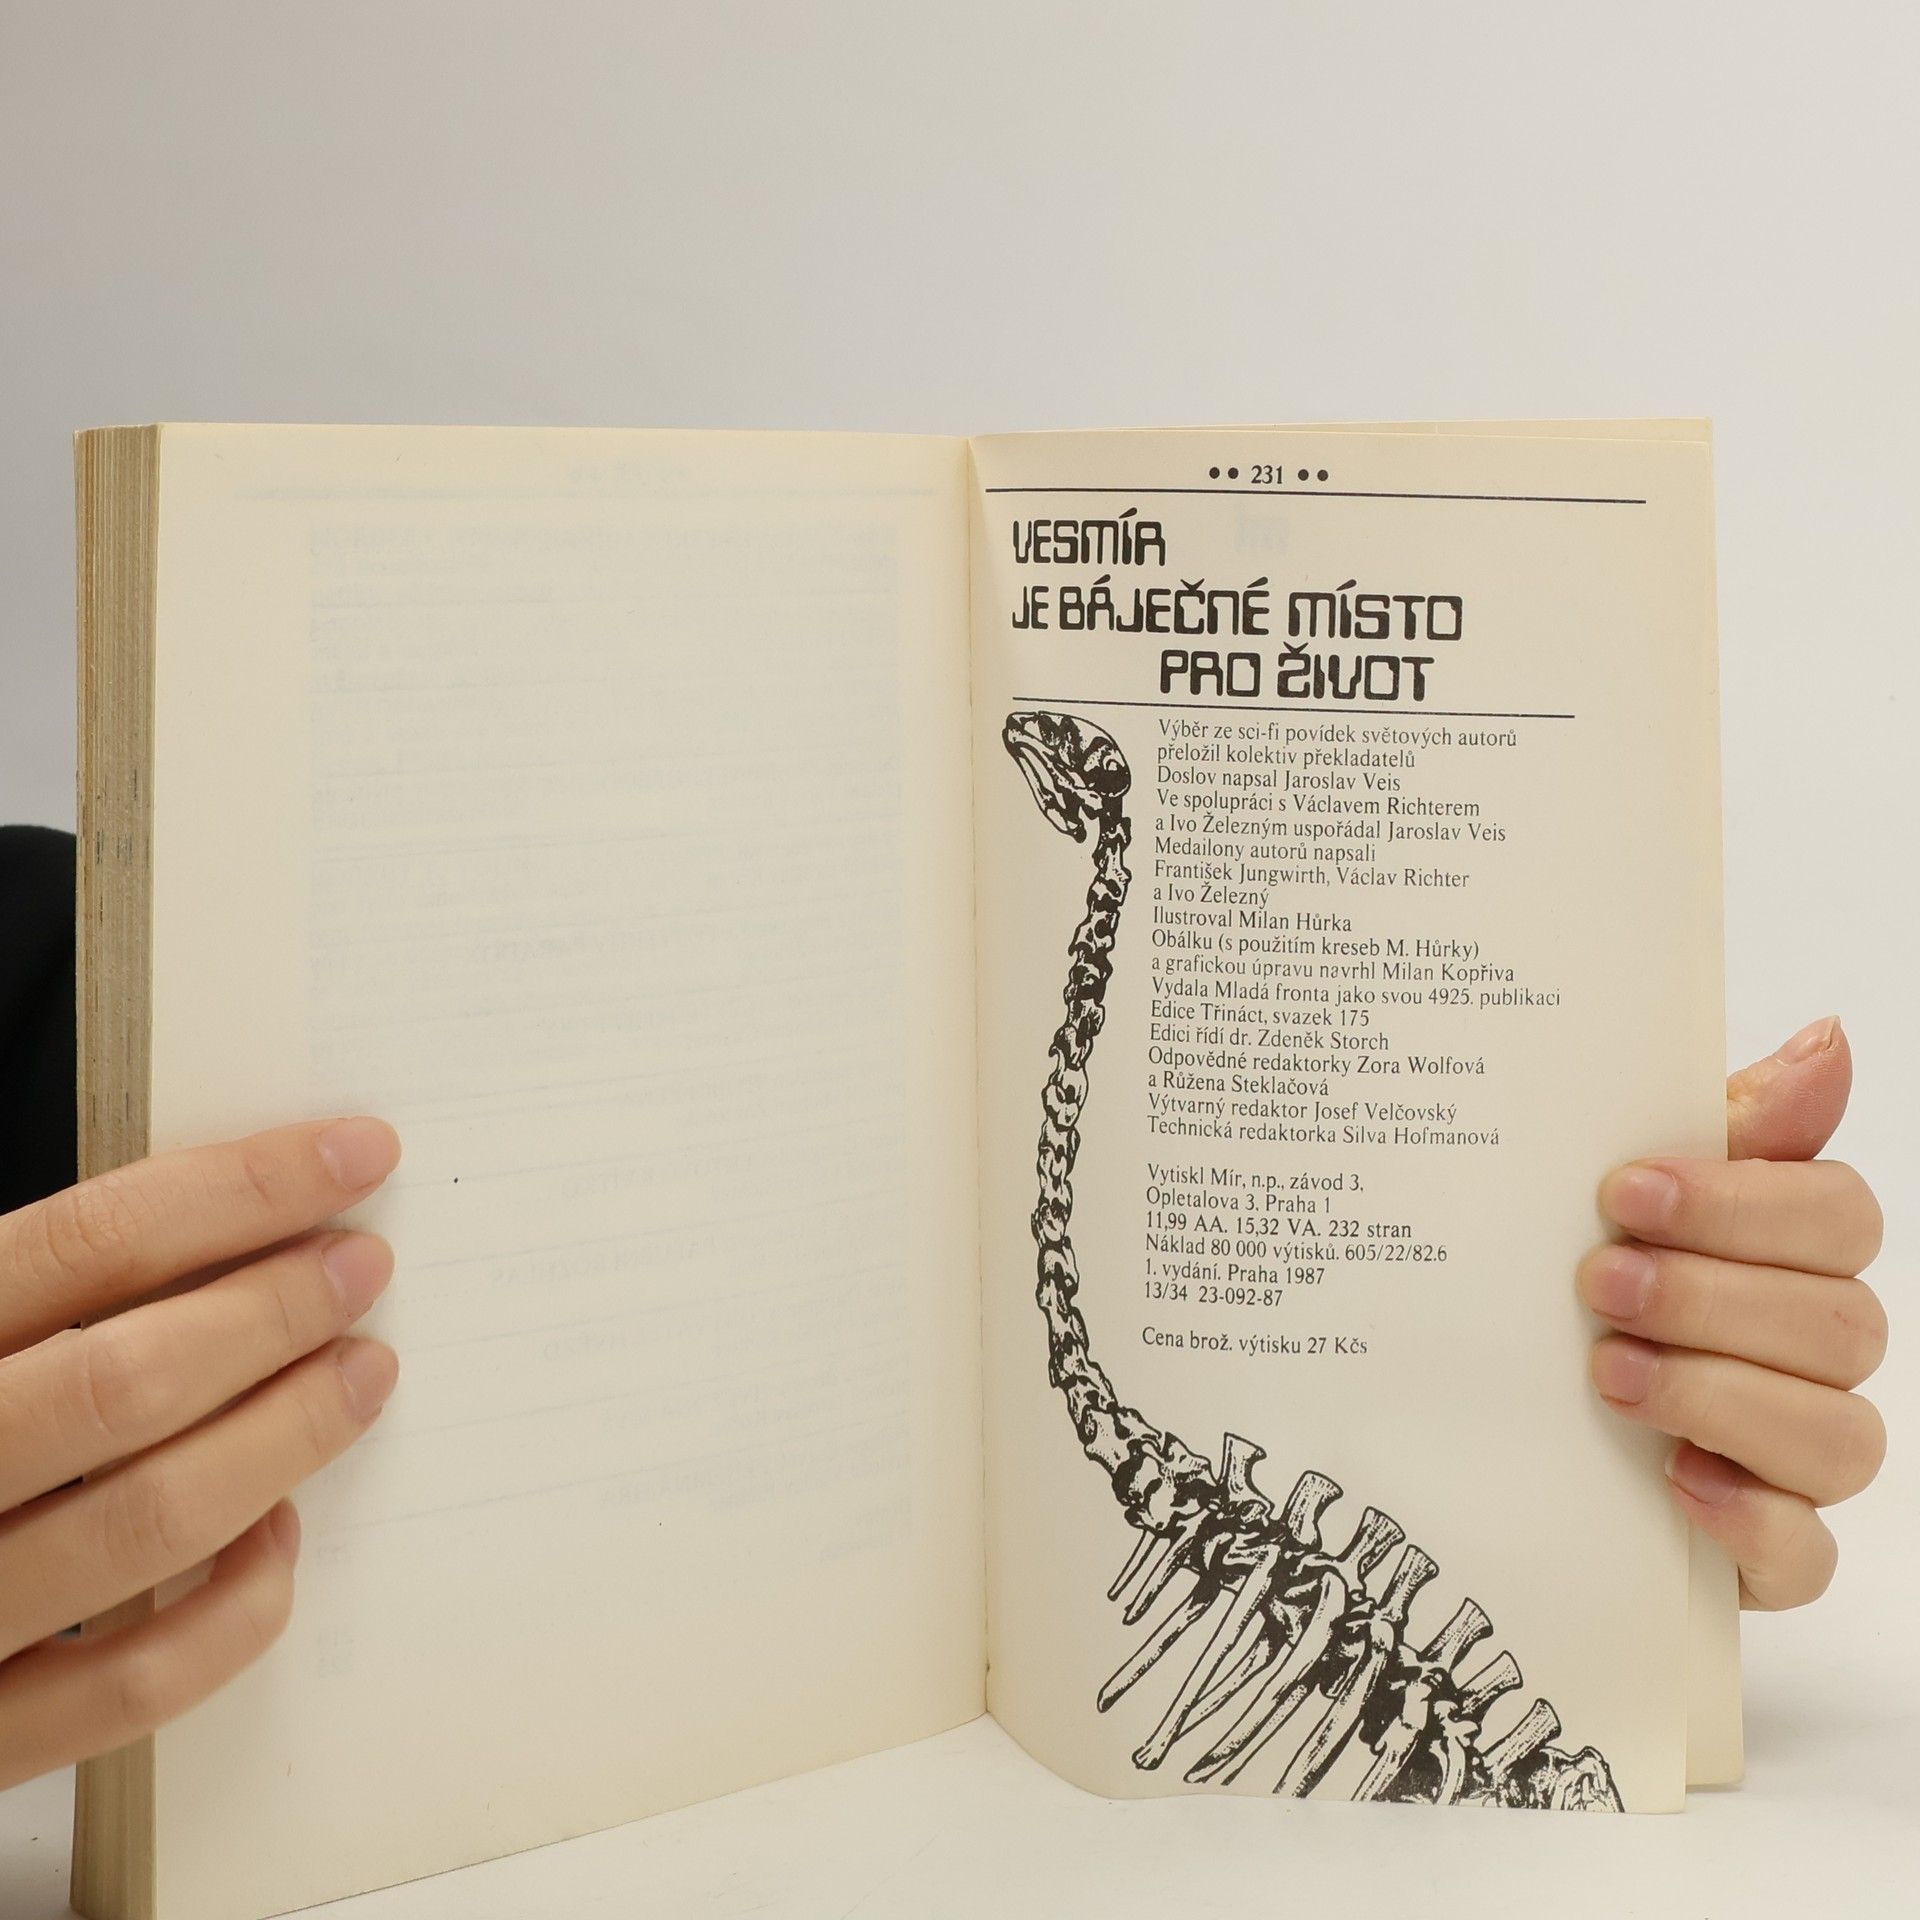 •• 231 ••
VESMÍR
JE BÁJEČNÉ MÍSTO
PRO ŽIVOT
Výběr ze sci-fi povídek světových autorů
přeložil kolektiv překladatelů
Doslov napsal Jaroslav Veis
Ve spolupráci s Václavem Richterem
a Ivo Železným uspořádal Jaroslav Veis
Medailony autorů napsali
František Jungwirth, Václav Richter
a Ivo Železný
Ilustroval Milan Hůrka
Obálku (s použitím kreseb M. Hůrky)
a grafickou úpravu navrhl Milan Kopřiva
Vydala Mladá fronta jako svou 4925. publikaci
Edice Třináct, svazek 175
Edici řídí dr. Zdeněk Storch
Odpovědné redaktorky Zora Wolfová
a Růžena Steklačová
Výtvarný redaktor Josef Velčovský
Technická redaktorka Silva Hofmanová
Vytiskl Mír, n.p., závod 3,
Opletalova 3, Praha 1
11,99 AA. 15,32 VA. 232 stran
Náklad 80 000 výtisků. 605/22/82.6
1. vydání. Praha 1987
13/34 23-092-87
Cena brož. výtisku 27 Kčs